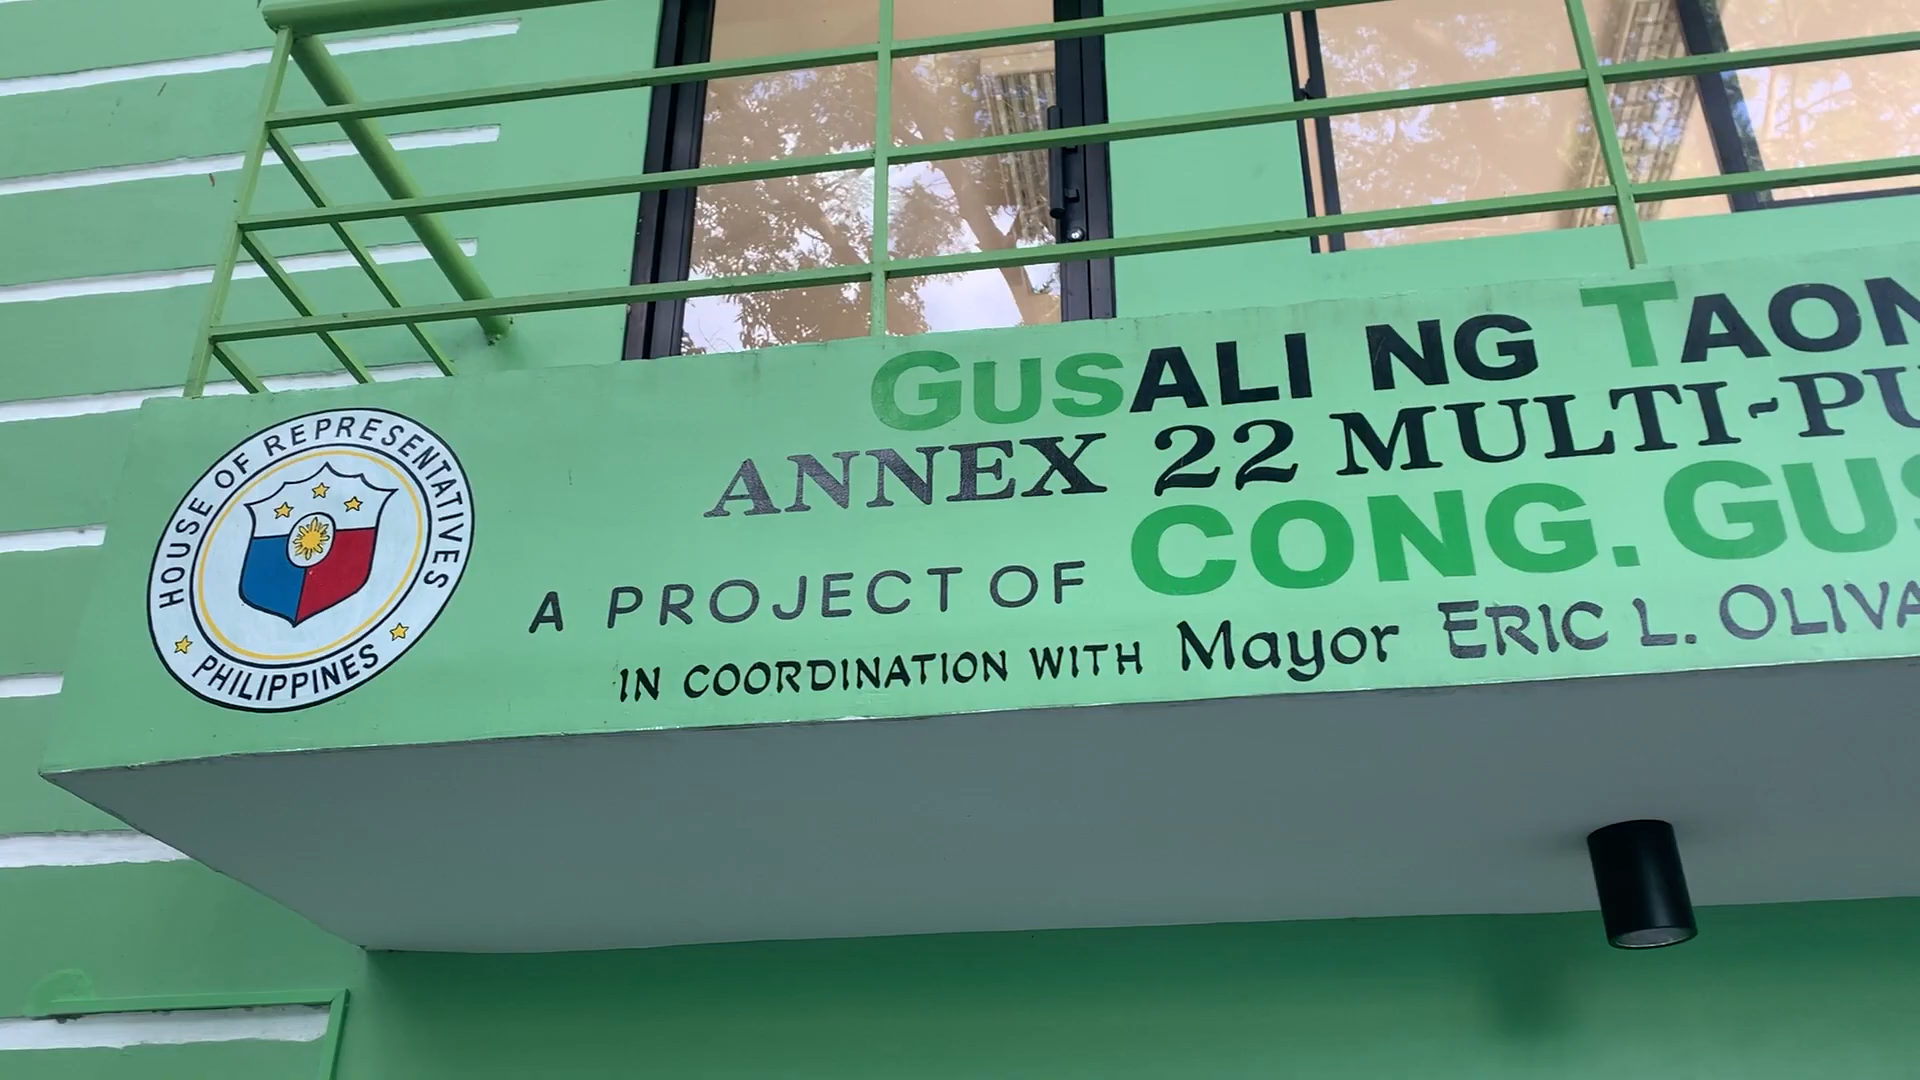 HOUSE OF REPRESENTATIVES
PHILIPPINES
GUSALI NG TAON
ANNEX 22 MULTI-PU
A PROJECT OF CONG. GUS
IN COORDINATION WITH Mayor ERIC L. OLIVA